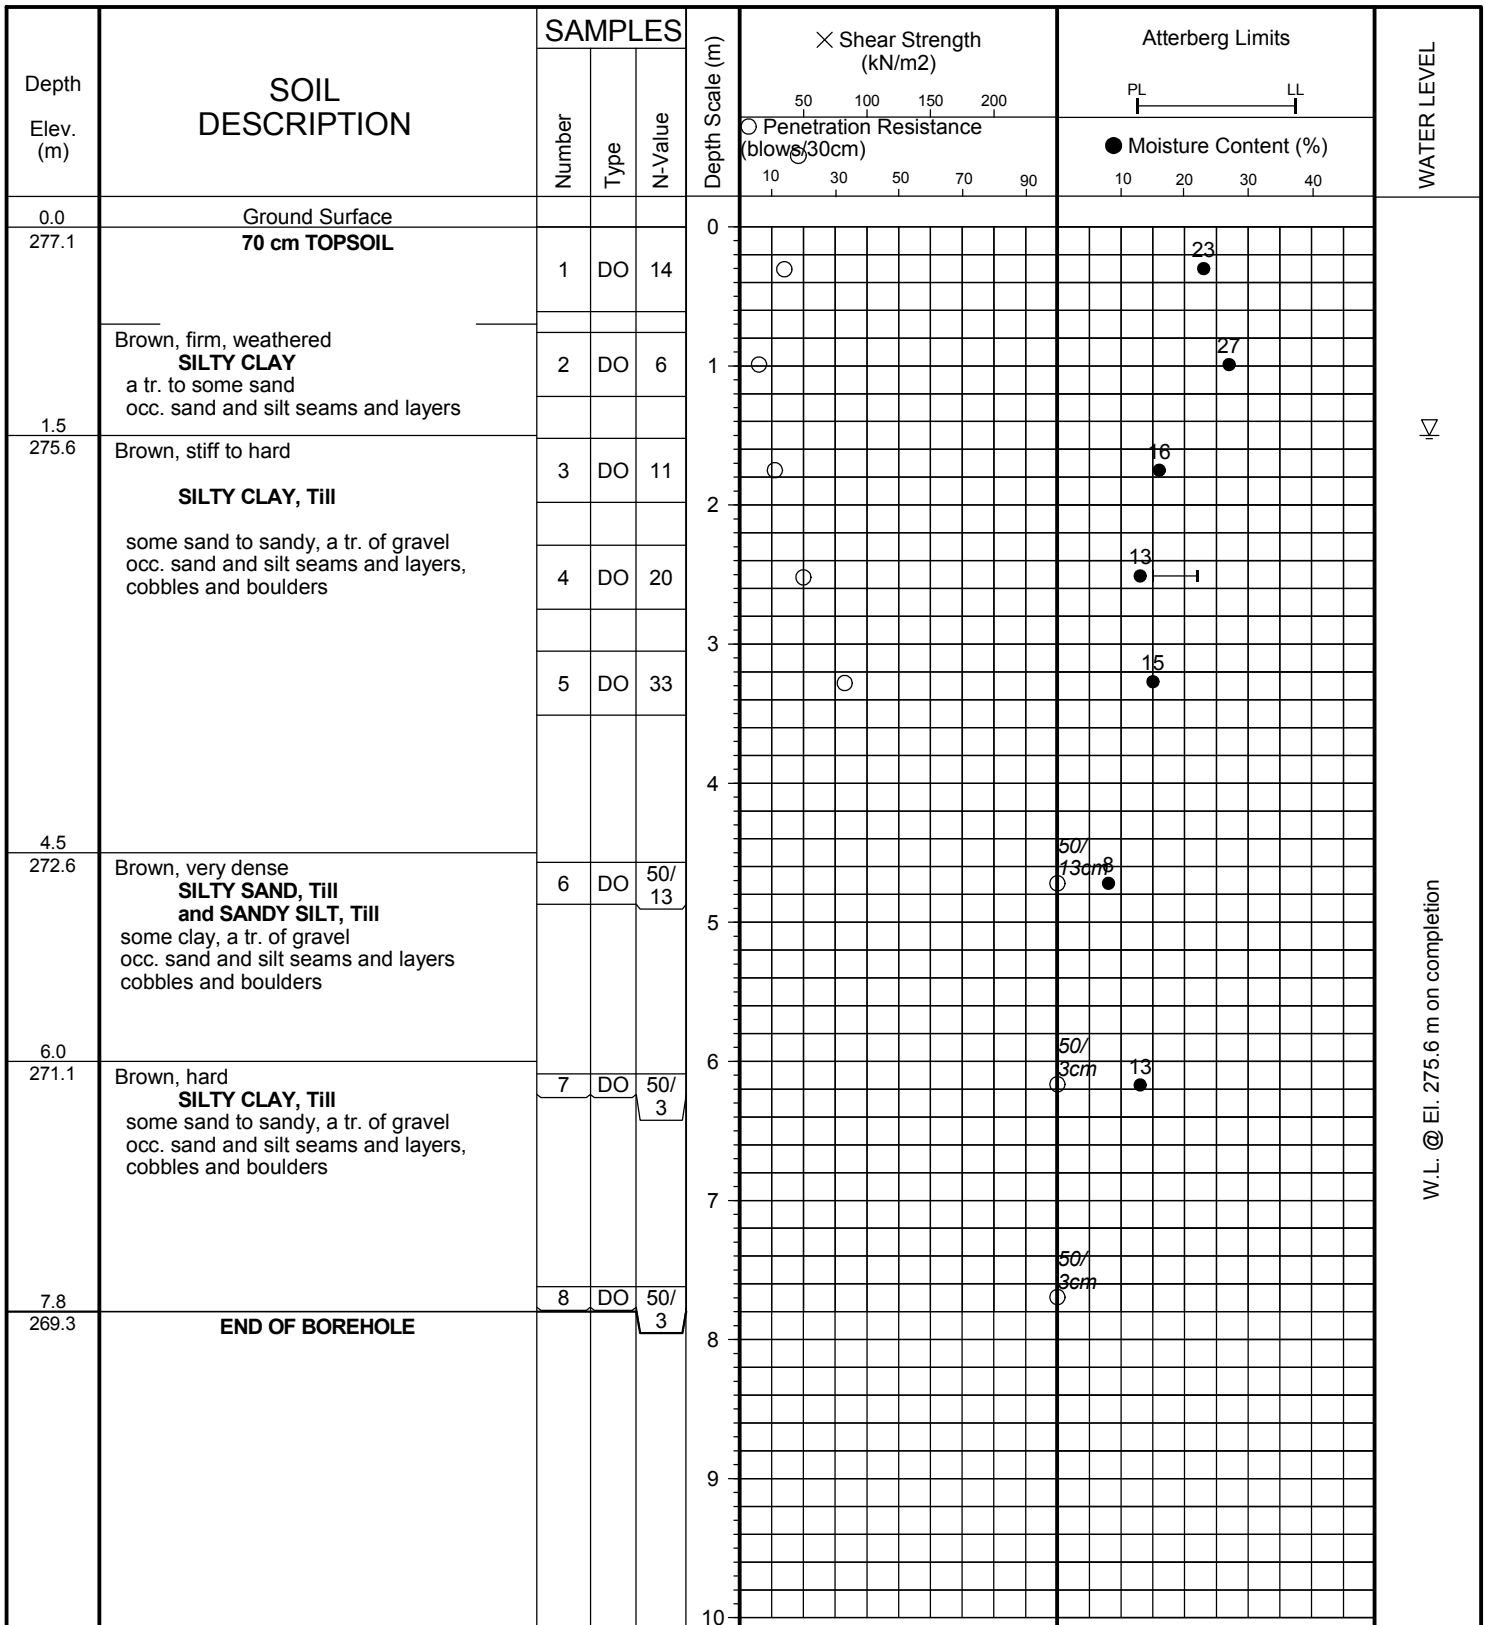 Depth
Elev.
(m)
SOIL
DESCRIPTION
SAMPLES
Number
Type
N-Value
Depth Scale (m)
× Shear Strength
(kN/m2)
50 100 150 200
Penetration Resistance
(blows/30cm)
10 30 50 70 90
Atterberg Limits
PL LL
Moisture Content (%)
10 20 30 40
WATER LEVEL
0.0 Ground Surface
277.1 70 cm TOPSOIL
1 DO 14
23
Brown, firm, weathered
SILTY CLAY
a tr. to some sand
occ. sand and silt seams and layers
2 DO 6
27
1.5
275.6
Brown, stiff to hard
SILTY CLAY, Till
some sand to sandy, a tr. of gravel
occ. sand and silt seams and layers,
cobbles and boulders
3 DO 11
16
4 DO 20
13
5 DO 33
15
4.5
272.6
Brown, very dense
SILTY SAND, Till
and SANDY SILT, Till
some clay, a tr. of gravel
occ. sand and silt seams and layers
cobbles and boulders
6 DO 50/
13
50/
13cm
8
6.0
271.1
Brown, hard
SILTY CLAY, Till
some sand to sandy, a tr. of gravel
occ. sand and silt seams and layers,
cobbles and boulders
7 DO 50/
3
50/
3cm
13
7.8
269.3
END OF BOREHOLE
8 DO 50/
3
50/
3cm
0
1
2
3
4
5
6
7
8
9
10
W.L. @ El. 275.6 m on completion